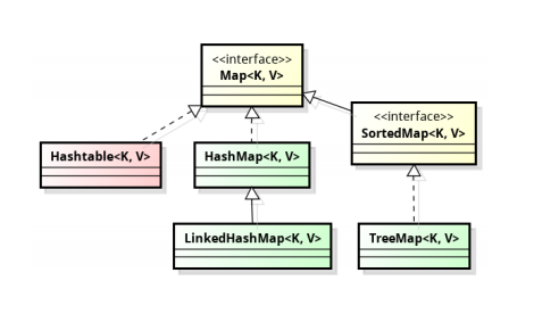 <<interface>>
Map<K, V>
<<interface>>
SortedMap<K, V>
Hashtable<K, V>
HashMap<K, V>
LinkedHashMap<K, V>
TreeMap<K, V>